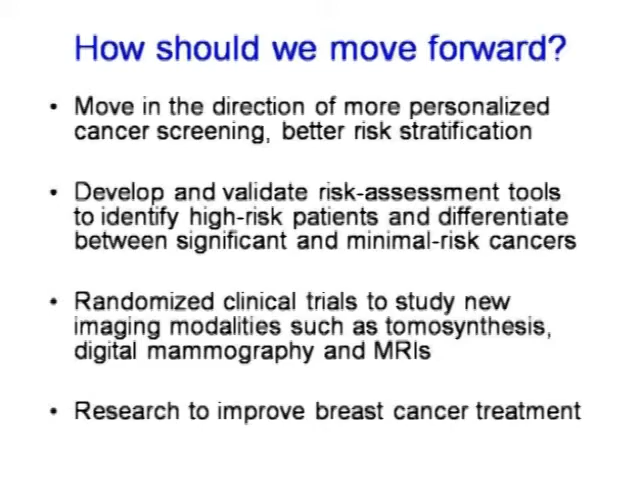 How should we move forward?
• Move in the direction of more personalized
cancer screening, better risk stratification
• Develop and validate risk-assessment tools
to identify high-risk patients and differentiate
between significant and minimal-risk cancers
• Randomized clinical trials to study new
imaging modalities such as tomosynthesis,
digital mammography and MRIs
• Research to improve breast cancer treatment